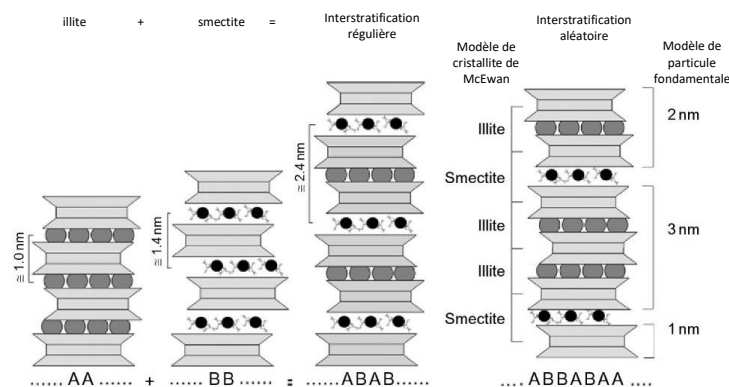 illite + smectite = Interstratification régulière
Interstratification aléatoire
Modèle de cristallite de McEwan
Modèle de particule fondamentale
≅ 1.0 nm
≅ 1.4 nm
≅ 2.4 nm
Illite
Smectite
Illite
Illite
Smectite
2 nm
3 nm
1 nm
...... AA ...... + ...... BB ...... = ......ABAB...... ..... ABBABAA ....